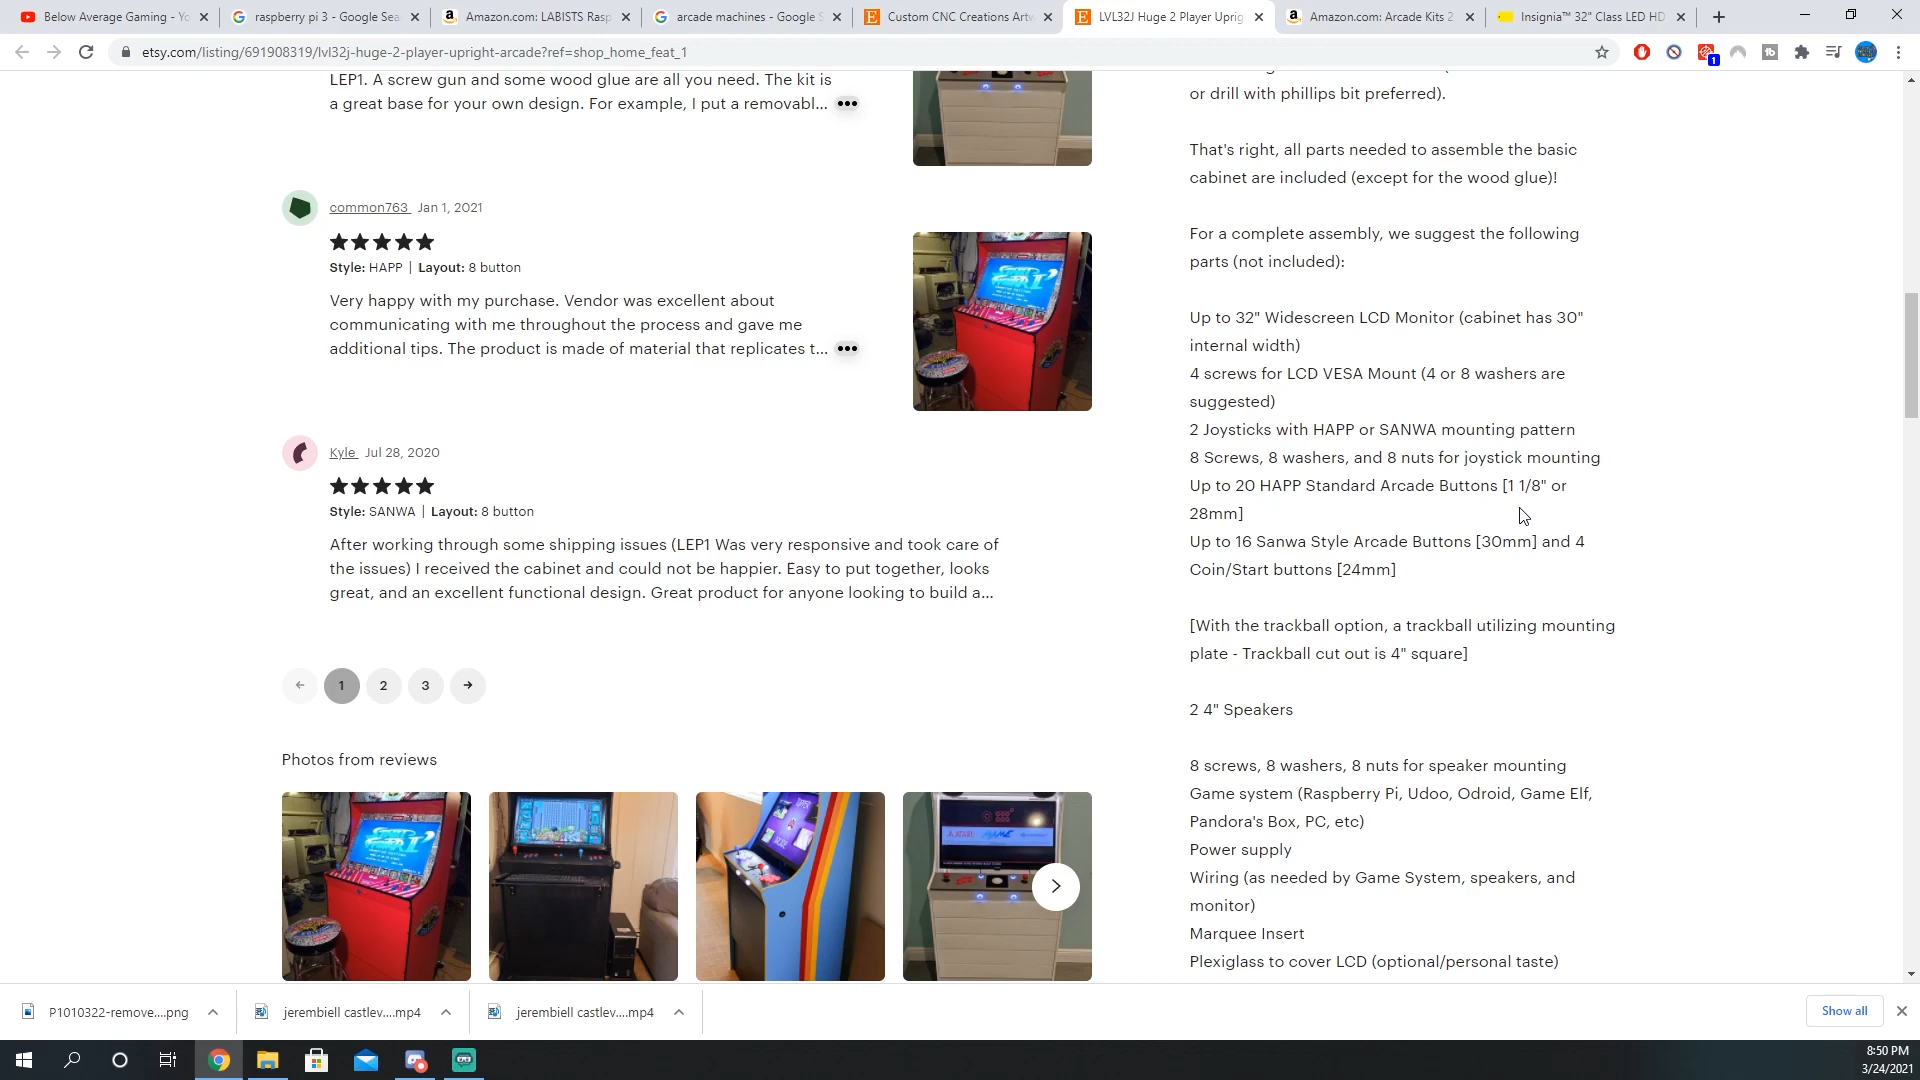 Below Average Gaming - Yo
raspberry pi 3 - Google Sea
Amazon.com: LABISTS Rasp
arcade machines - Google S
Custom CNC Creations Artw
LVL32J Huge 2 Player Uprig
Amazon.com: Arcade Kits 2
Insignia™ 32" Class LED HD
etsy.com/listing/691908319/lvl32j-huge-2-player-upright-arcade?ref=shop_home_feat_1
1
LEP1. A screw gun and some wood glue are all you need. The kit is
a great base for your own design. For example, I put a removabl... •••
common763 Jan 1, 2021
Style: HAPP | Layout: 8 button
Very happy with my purchase. Vendor was excellent about
communicating with me throughout the process and gave me
additional tips. The product is made of material that replicates t... •••
Kyle Jul 28, 2020
Style: SANWA | Layout: 8 button
After working through some shipping issues (LEP1 Was very responsive and took care of
the issues) I received the cabinet and could not be happier. Easy to put together, looks
great, and an excellent functional design. Great product for anyone looking to build a...
1 2 3
Photos from reviews
or drill with phillips bit preferred).
That's right, all parts needed to assemble the basic
cabinet are included (except for the wood glue)!
For a complete assembly, we suggest the following
parts (not included):
Up to 32" Widescreen LCD Monitor (cabinet has 30"
internal width)
4 screws for LCD VESA Mount (4 or 8 washers are
suggested)
2 Joysticks with HAPP or SANWA mounting pattern
8 Screws, 8 washers, and 8 nuts for joystick mounting
Up to 20 HAPP Standard Arcade Buttons [1 1/8" or
28mm]
Up to 16 Sanwa Style Arcade Buttons [30mm] and 4
Coin/Start buttons [24mm]
[With the trackball option, a trackball utilizing mounting
plate - Trackball cut out is 4" square]
2 4" Speakers
8 screws, 8 washers, 8 nuts for speaker mounting
Game system (Raspberry Pi, Udoo, Odroid, Game Elf,
Pandora's Box, PC, etc)
Power supply
Wiring (as needed by Game System, speakers, and
monitor)
Marquee Insert
Plexiglass to cover LCD (optional/personal taste)
P1010322-remove....png
jerembiell castlev....mp4
jerembiell castlev....mp4
Show all
8:50 PM
3/24/2021